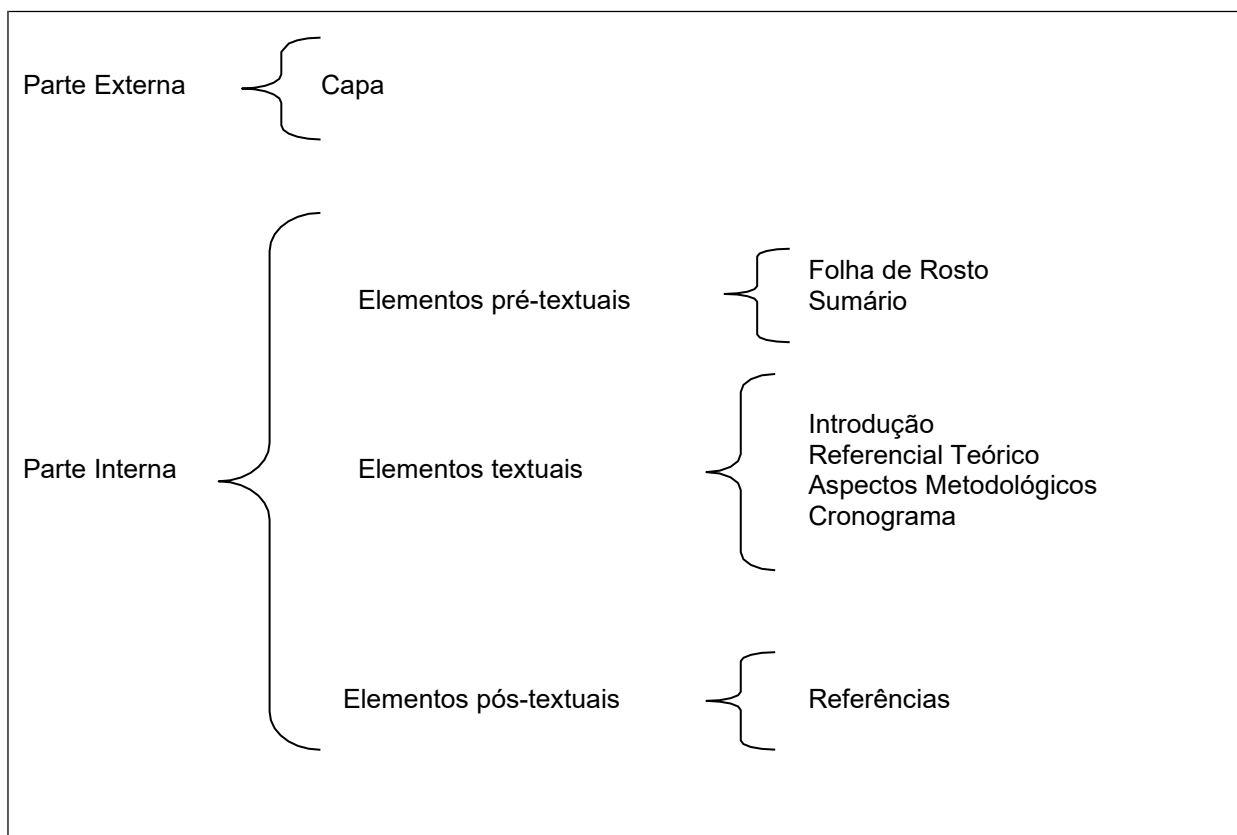 Parte Externa
Capa
Elementos pré-textuais
Folha de Rosto
Sumário
Parte Interna
Elementos textuais
Introdução
Referencial Teórico
Aspectos Metodológicos
Cronograma
Elementos pós-textuais
Referências